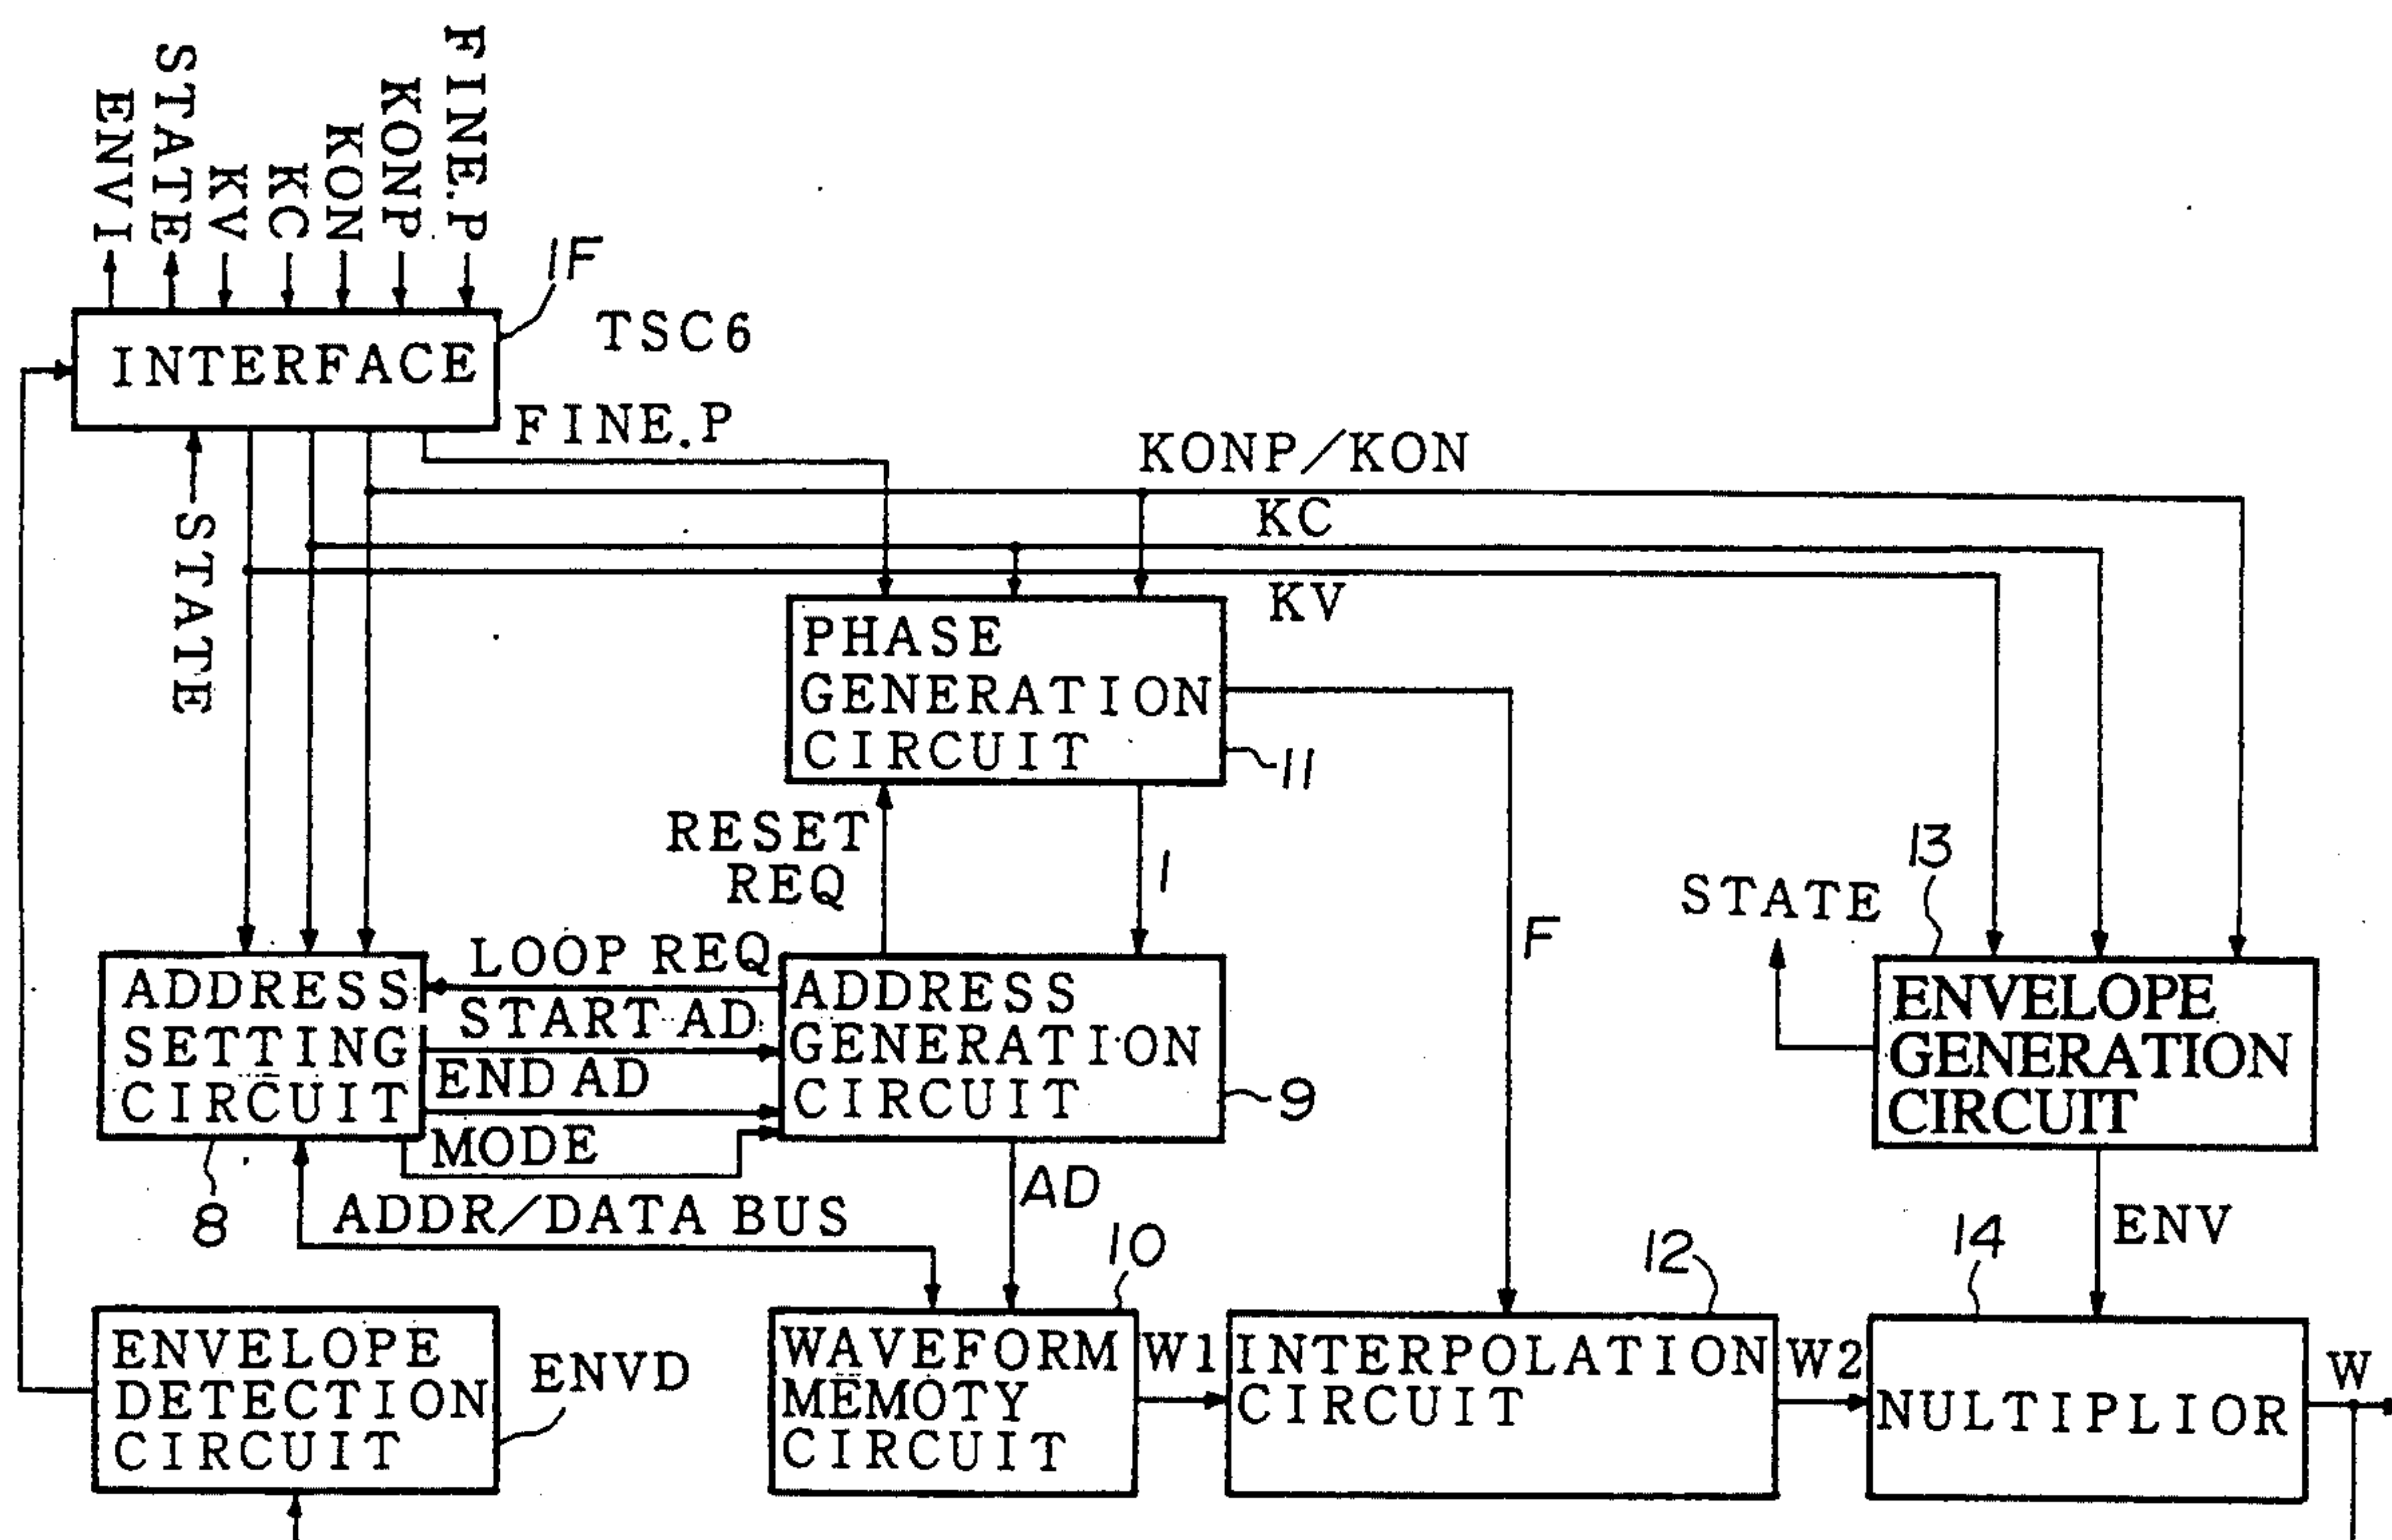 ENVI
STATE
KV
KC
KON
KONP
FINE.P
1F
INTERFACE
TSC6
FINE.P
KONP/KON
KC
KV
STATE
PHASE
GENERATION
CIRCUIT
11
RESET
REQ
1
F
13
STATE
LOOP REQ
START AD
END AD
MODE
ADDRESS
SETTING
CIRCUIT
8
ADDRESS
GENERATION
CIRCUIT
9
ENVELOPE
GENERATION
CIRCUIT
ADDR/DATA BUS
AD
10
12
14
ENV
ENVELOPE
DETECTION
CIRCUIT
ENVD
WAVEFORM
MEMOTY
CIRCUIT
W1
INTERPOLATION
CIRCUIT
W2
NULTIPLIOR
W